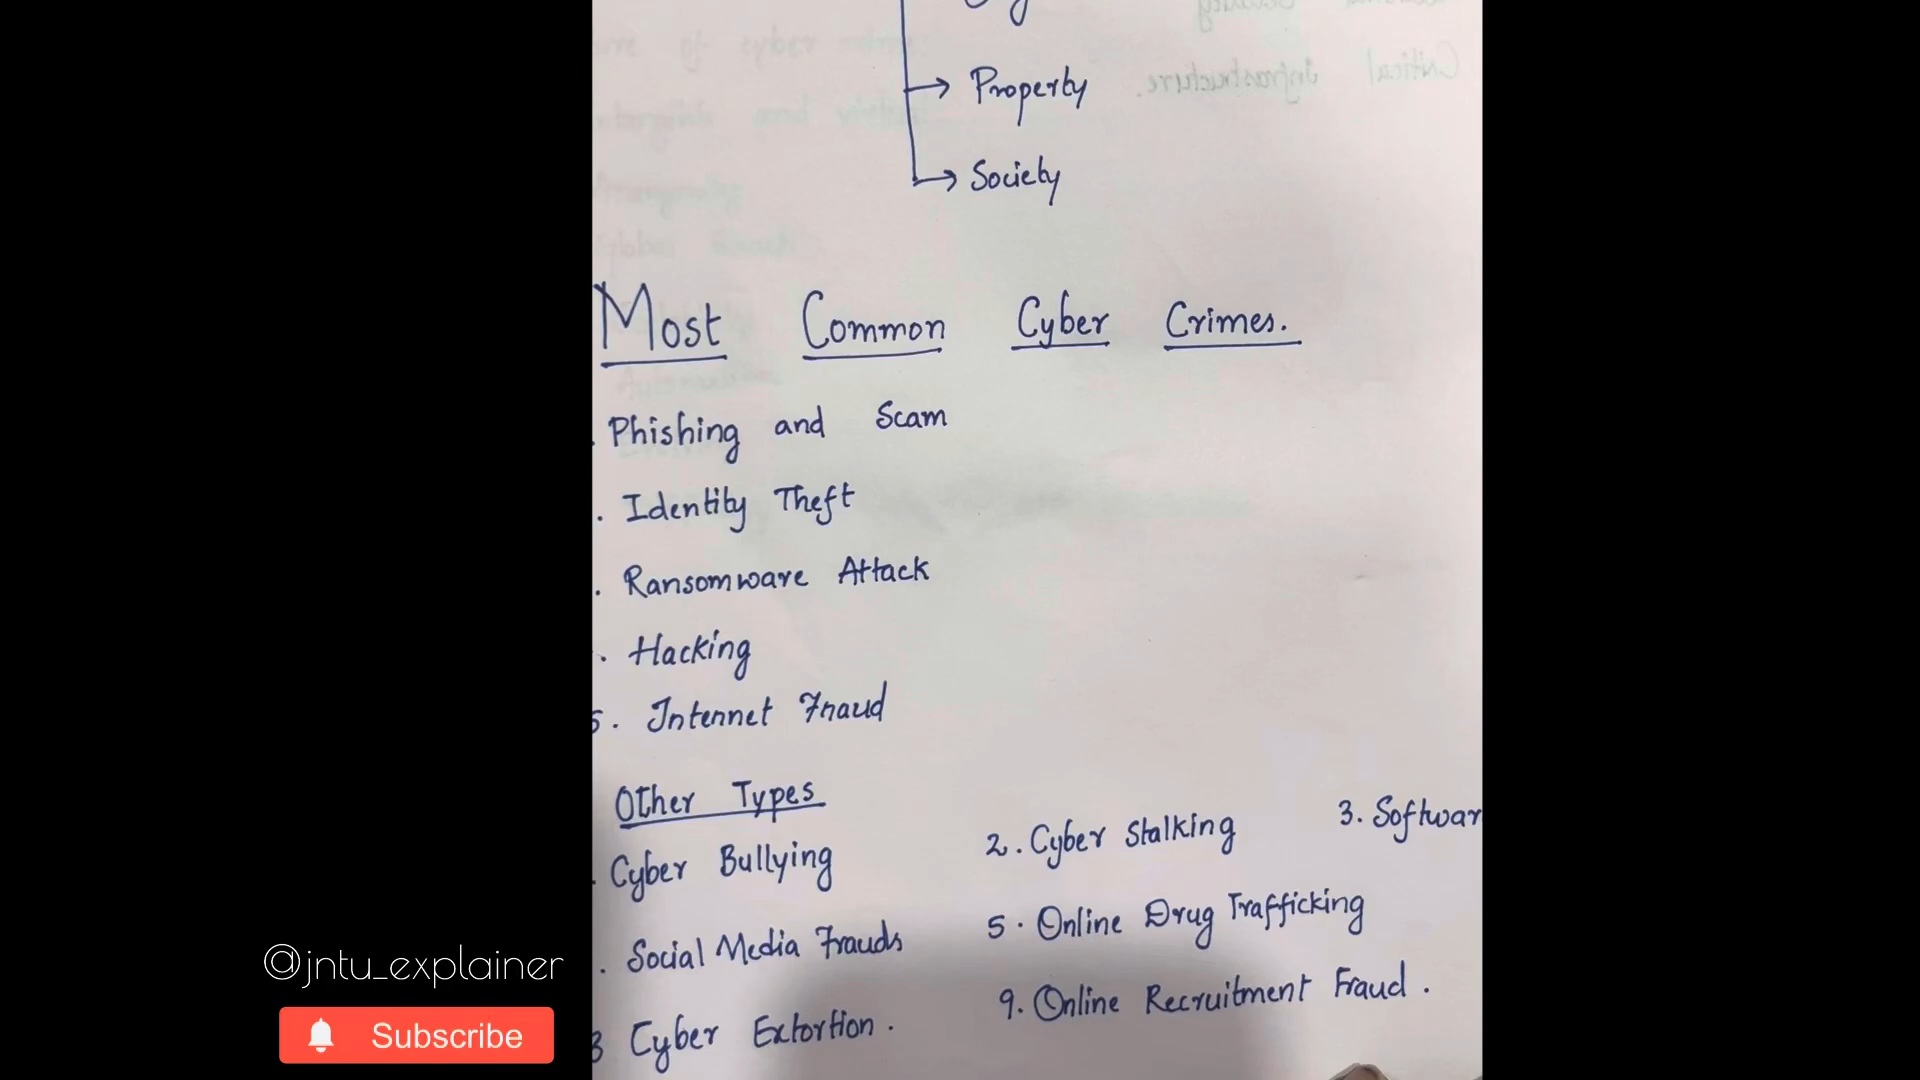 → Property
→ Society
Most Common Cyber Crimes.
. Phishing and Scam
. Identity Theft
. Ransomware Attack
. Hacking
5. Internet Fraud
Other Types
. Cyber Bullying 2. Cyber Stalking 3. Softwar
. Social Media Frauds 5. Online Drug Trafficking
8 Cyber Extortion. 9. Online Recruitment Fraud.
@jntu_explainer
Subscribe